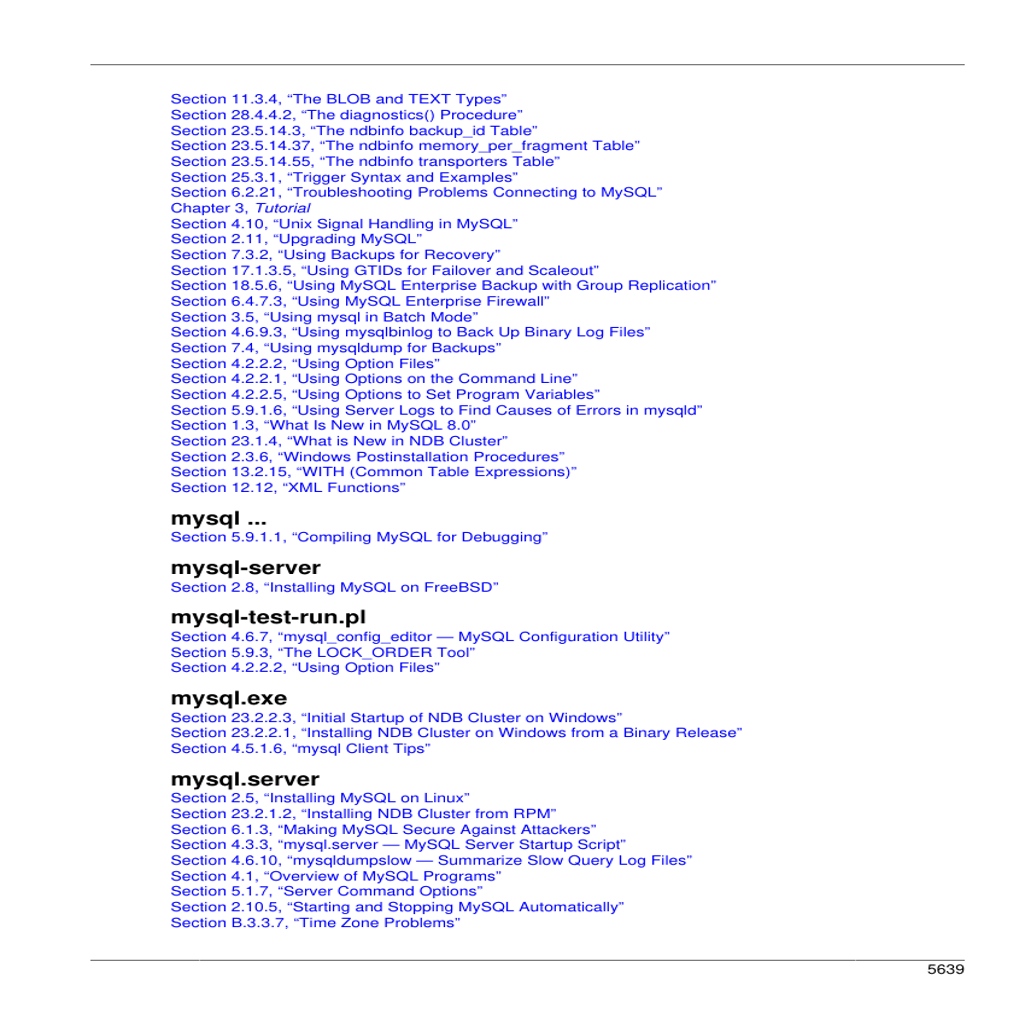 Section 11.3.4, “The BLOB and TEXT Types”
Section 28.4.4.2, “The diagnostics() Procedure”
Section 23.5.14.3, “The ndbinfo backup_id Table”
Section 23.5.14.37, “The ndbinfo memory_per_fragment Table”
Section 23.5.14.55, “The ndbinfo transporters Table”
Section 25.3.1, “Trigger Syntax and Examples”
Section 6.2.21, “Troubleshooting Problems Connecting to MySQL”
Chapter 3, Tutorial
Section 4.10, “Unix Signal Handling in MySQL”
Section 2.11, “Upgrading MySQL”
Section 7.3.2, “Using Backups for Recovery”
Section 17.1.3.5, “Using GTIDs for Failover and Scaleout”
Section 18.5.6, “Using MySQL Enterprise Backup with Group Replication”
Section 6.4.7.3, “Using MySQL Enterprise Firewall”
Section 3.5, “Using mysql in Batch Mode”
Section 4.6.9.3, “Using mysqlbinlog to Back Up Binary Log Files”
Section 7.4, “Using mysqldump for Backups”
Section 4.2.2.2, “Using Option Files”
Section 4.2.2.1, “Using Options on the Command Line”
Section 4.2.2.5, “Using Options to Set Program Variables”
Section 5.9.1.6, “Using Server Logs to Find Causes of Errors in mysqld”
Section 1.3, “What Is New in MySQL 8.0”
Section 23.1.4, “What is New in NDB Cluster”
Section 2.3.6, “Windows Postinstallation Procedures”
Section 13.2.15, “WITH (Common Table Expressions)”
Section 12.12, “XML Functions”
mysql ...
Section 5.9.1.1, “Compiling MySQL for Debugging”
mysql-server
Section 2.8, “Installing MySQL on FreeBSD”
mysql-test-run.pl
Section 4.6.7, “mysql_config_editor — MySQL Configuration Utility”
Section 5.9.3, “The LOCK_ORDER Tool”
Section 4.2.2.2, “Using Option Files”
mysql.exe
Section 23.2.2.3, “Initial Startup of NDB Cluster on Windows”
Section 23.2.2.1, “Installing NDB Cluster on Windows from a Binary Release”
Section 4.5.1.6, “mysql Client Tips”
mysql.server
Section 2.5, “Installing MySQL on Linux”
Section 23.2.1.2, “Installing NDB Cluster from RPM”
Section 6.1.3, “Making MySQL Secure Against Attackers”
Section 4.3.3, “mysql.server — MySQL Server Startup Script”
Section 4.6.10, “mysqldumpslow — Summarize Slow Query Log Files”
Section 4.1, “Overview of MySQL Programs”
Section 5.1.7, “Server Command Options”
Section 2.10.5, “Starting and Stopping MySQL Automatically”
Section B.3.3.7, “Time Zone Problems”
5639